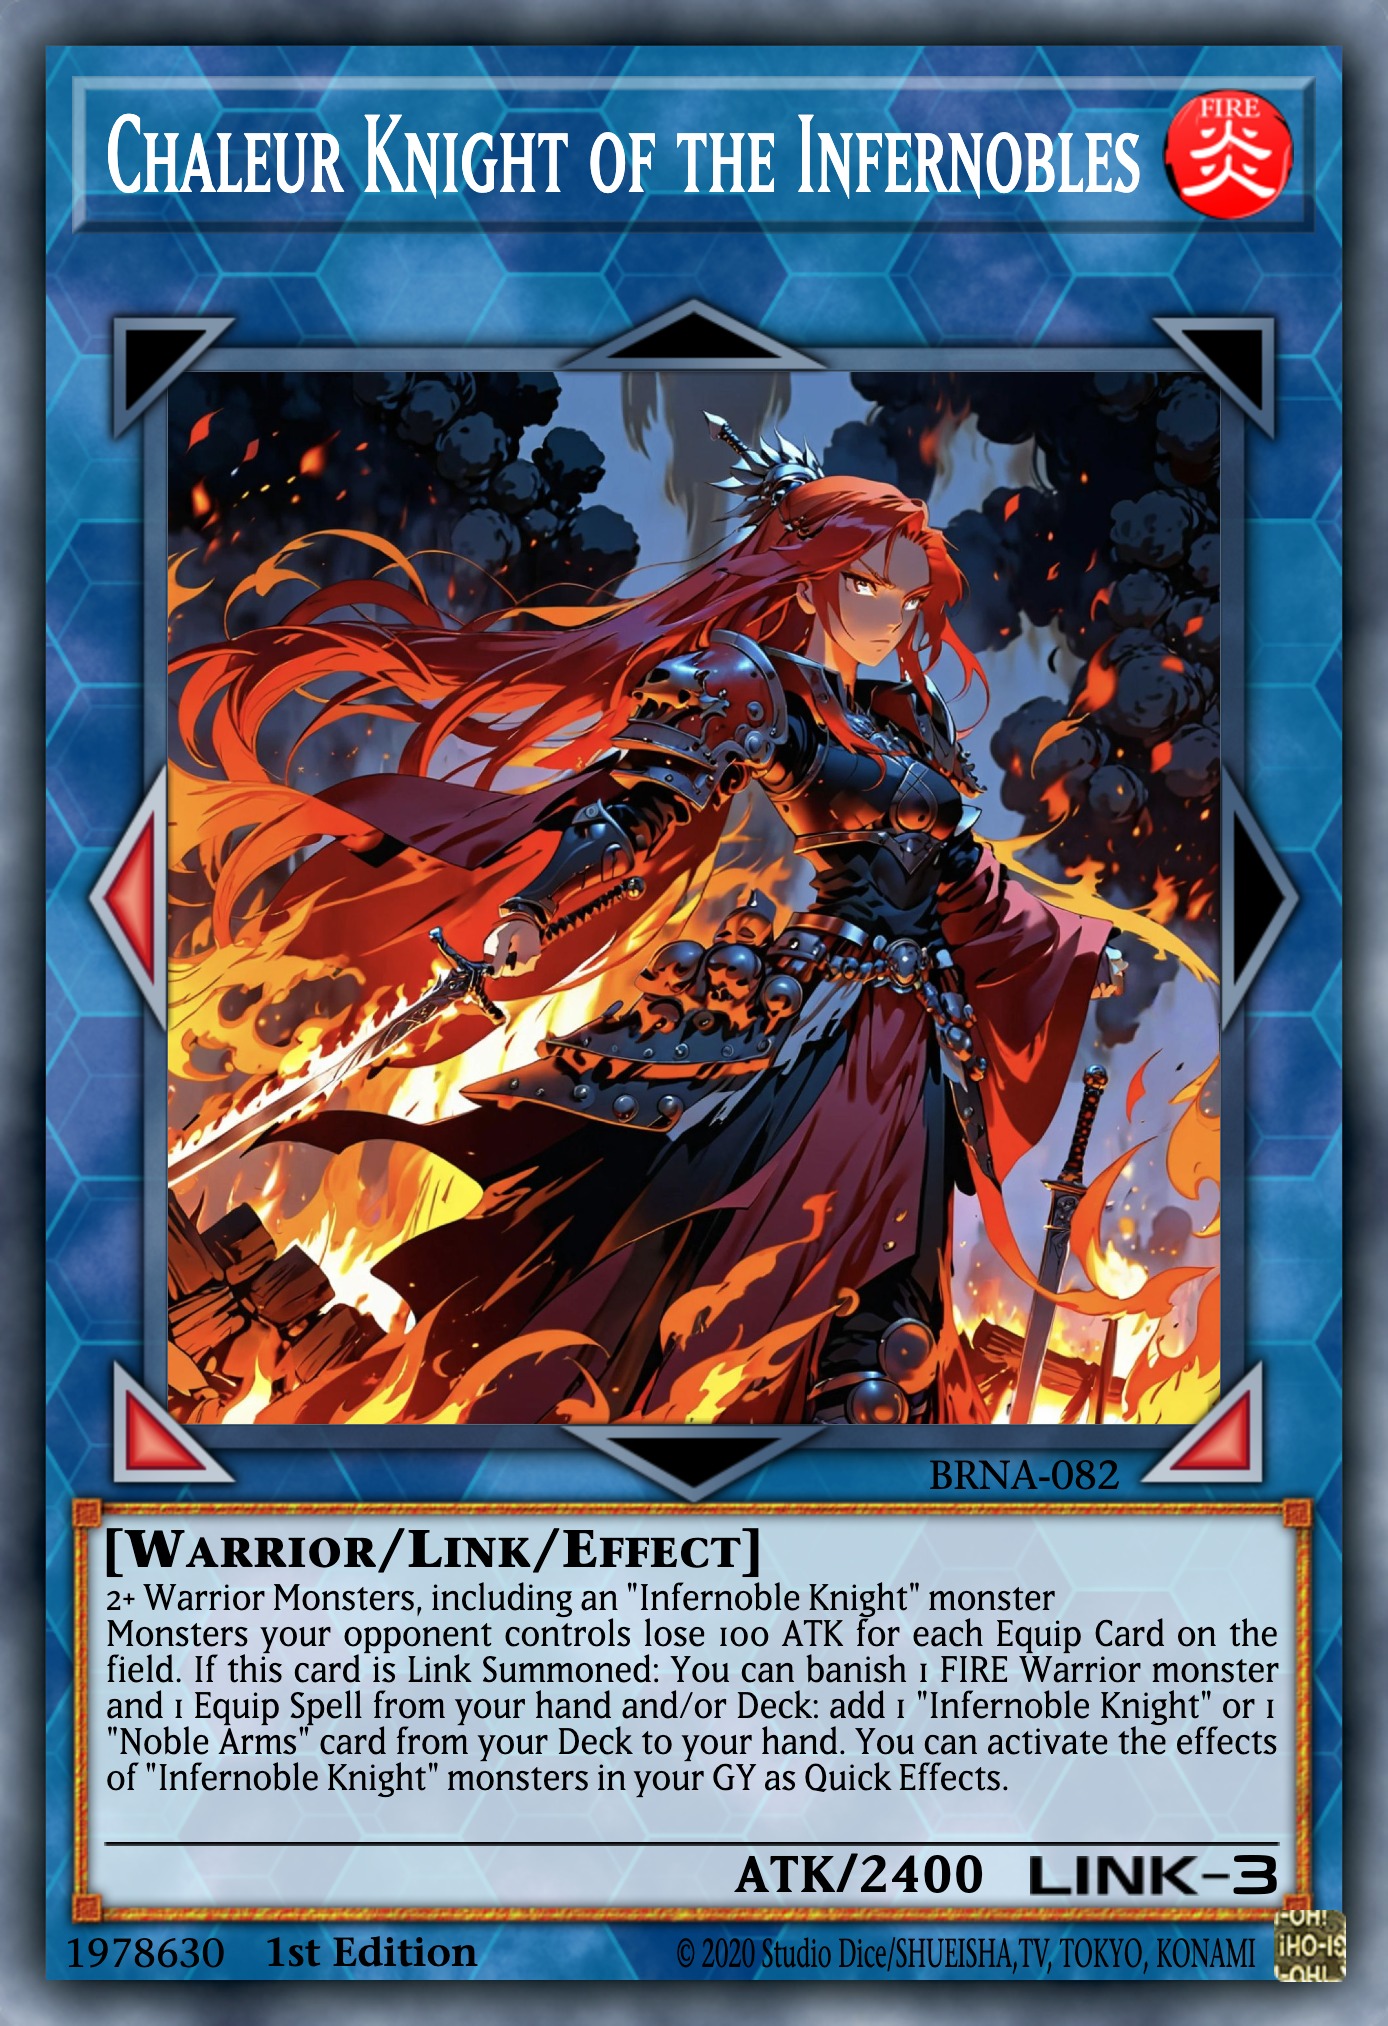 Chaleur Knight of the Infernobles
FIRE
炎
BRNA-082
[Warrior/Link/Effect]
2+ Warrior Monsters, including an "Infernoble Knight" monster
Monsters your opponent controls lose 100 ATK for each Equip Card on the
field. If this card is Link Summoned: You can banish 1 FIRE Warrior monster
and 1 Equip Spell from your hand and/or Deck: add 1 "Infernoble Knight" or 1
"Noble Arms" card from your Deck to your hand. You can activate the effects
of "Infernoble Knight" monsters in your GY as Quick Effects.
ATK/2400 LINK-3
1978630 1st Edition © 2020 Studio Dice/SHUEISHA,TV, TOKYO, KONAMI